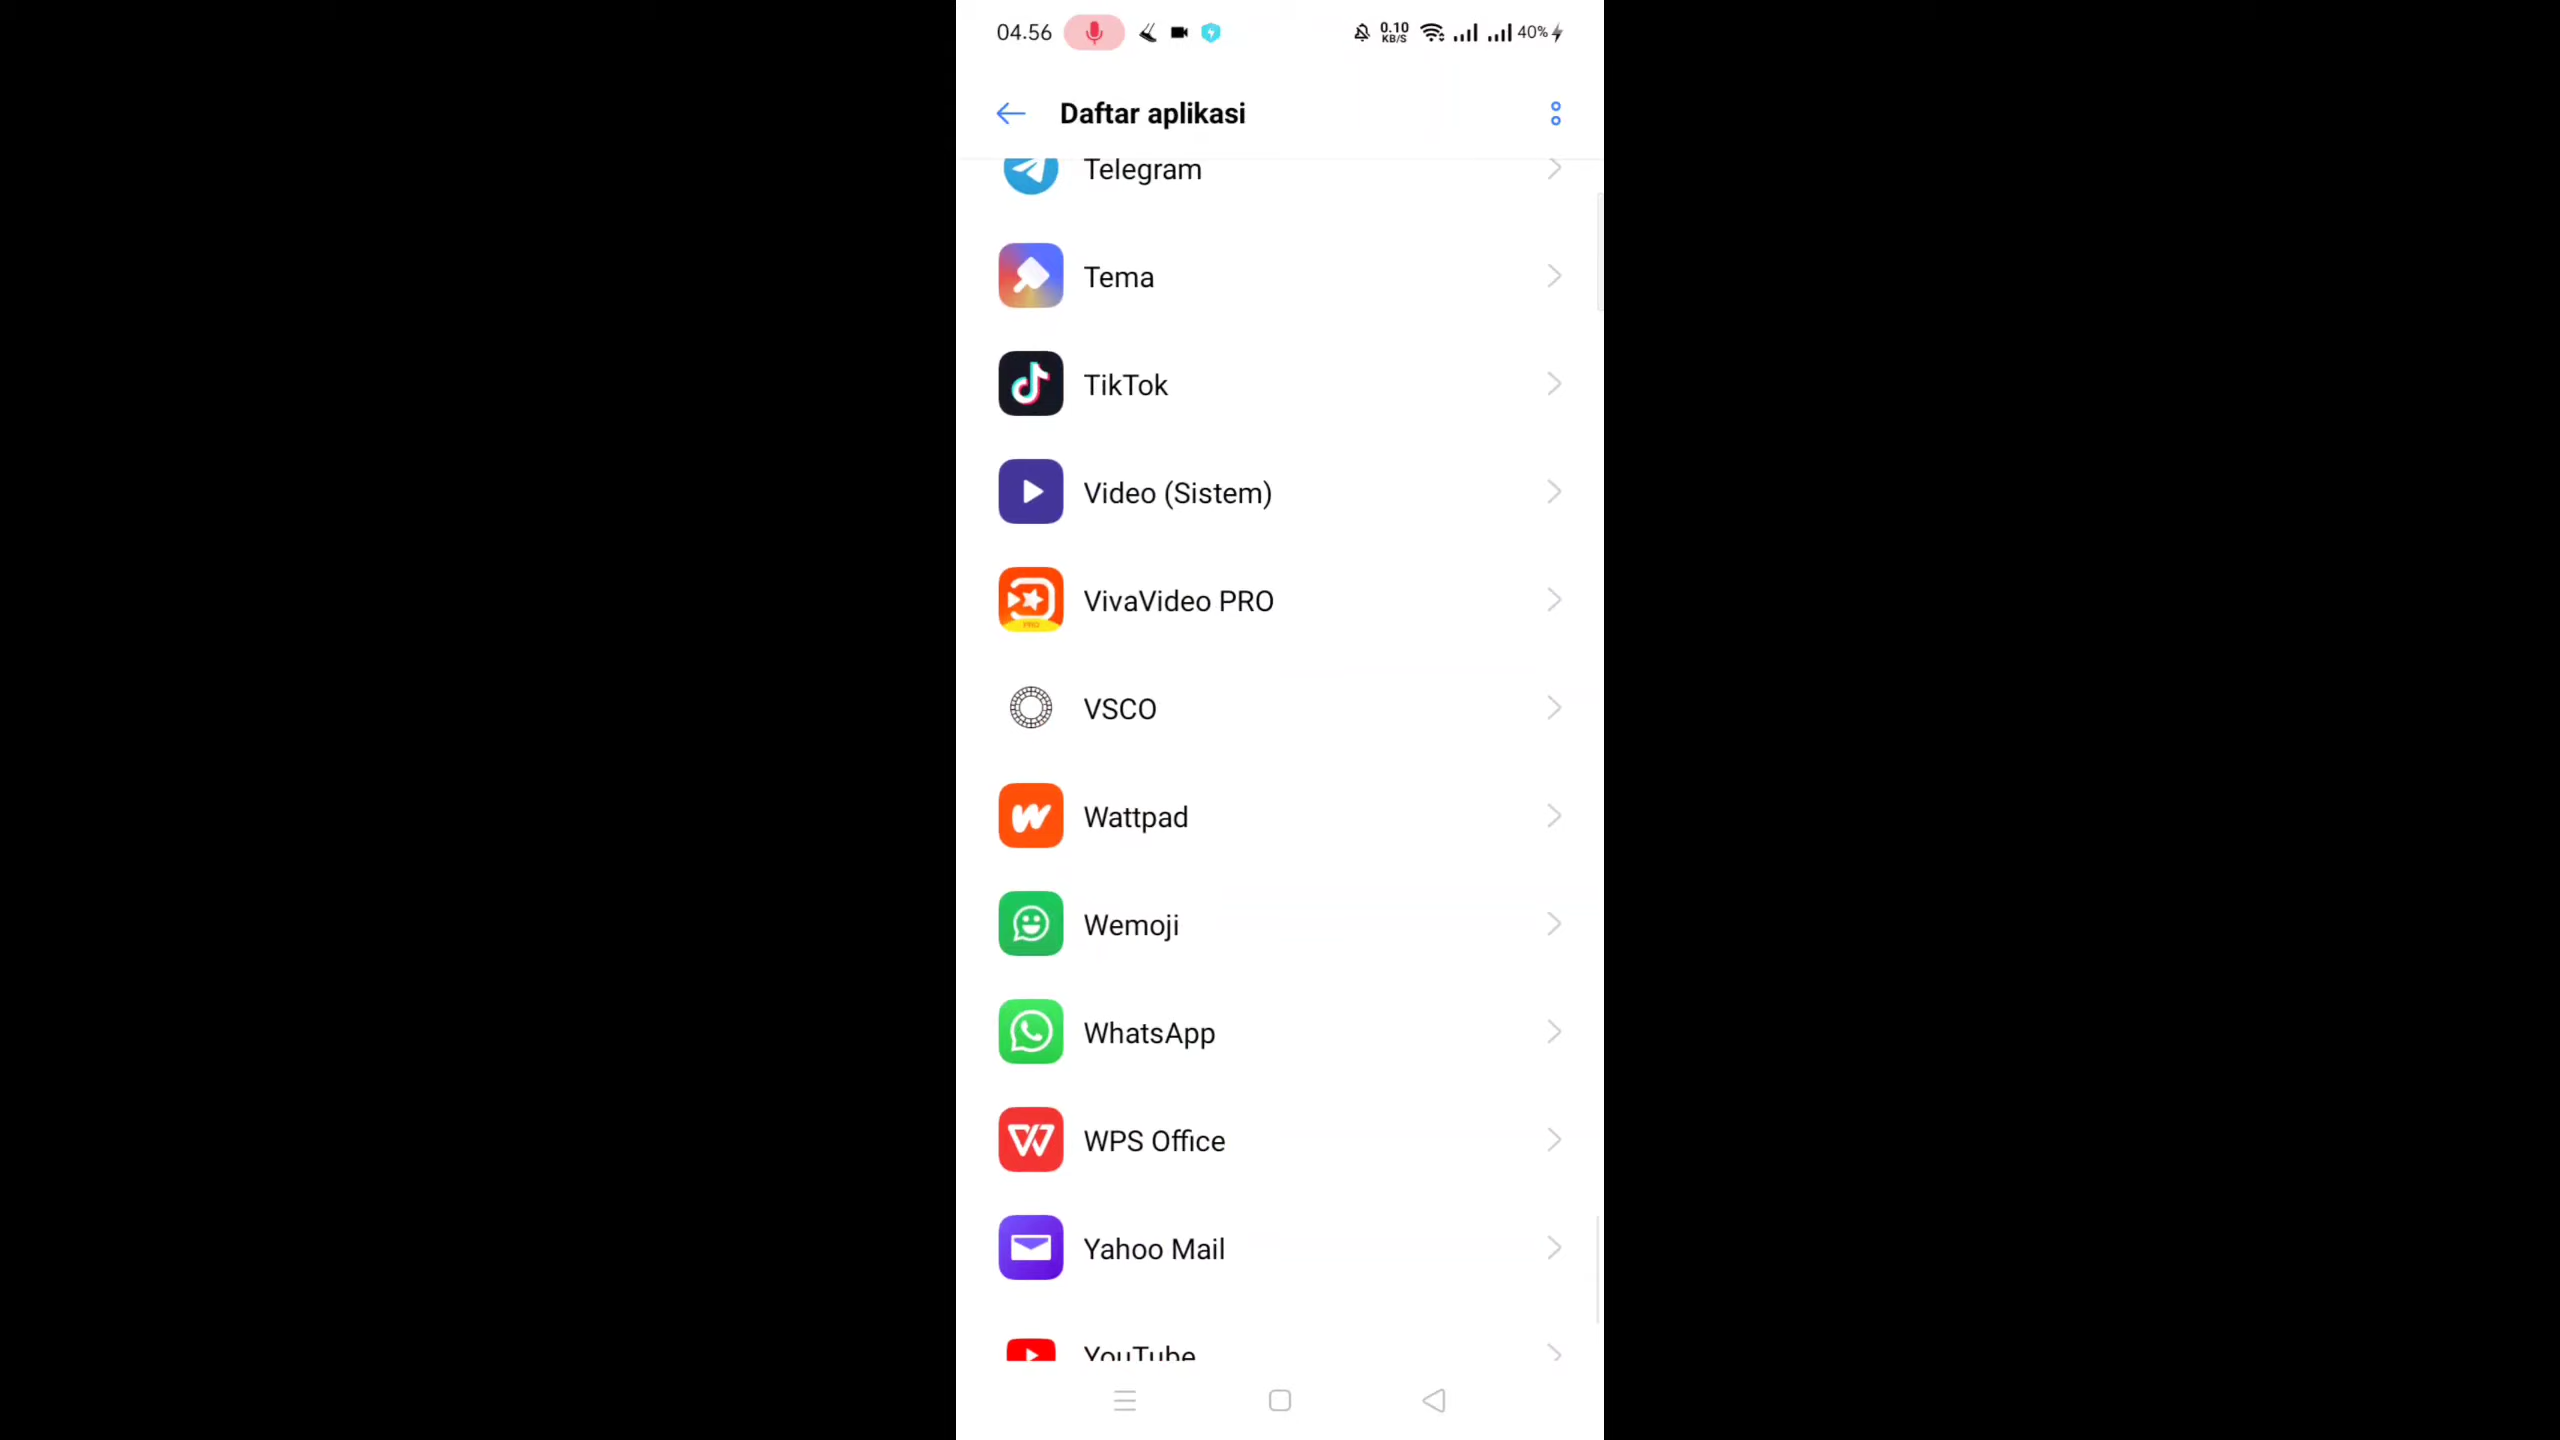 04.56
0.10
KB/S
40%
Daftar aplikasi
Telegram
Tema
TikTok
Video (Sistem)
VivaVideo PRO
PRO
VSCO
Wattpad
Wemoji
WhatsApp
WPS Office
Yahoo Mail
YouTube